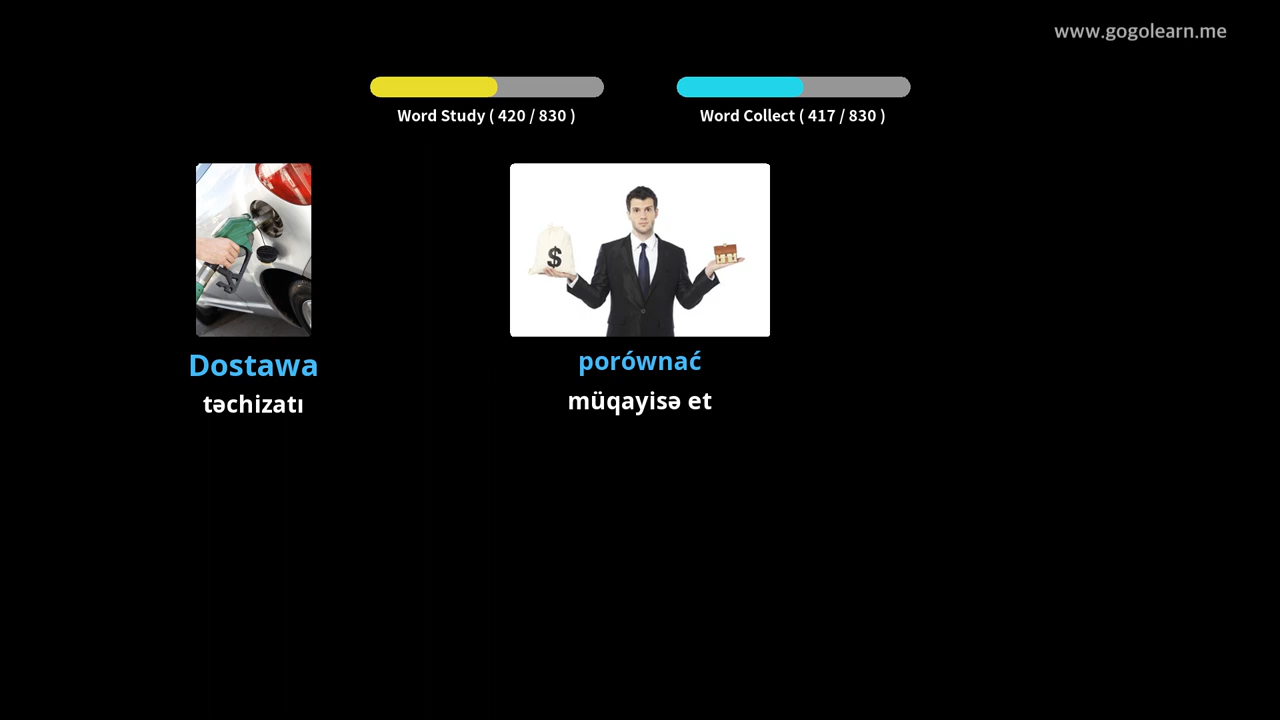 www.gogolearn.me
Word Study ( 420 / 830 )
Word Collect ( 417 / 830 )
$
Dostawa
təchizatı
porównać
müqayisə et